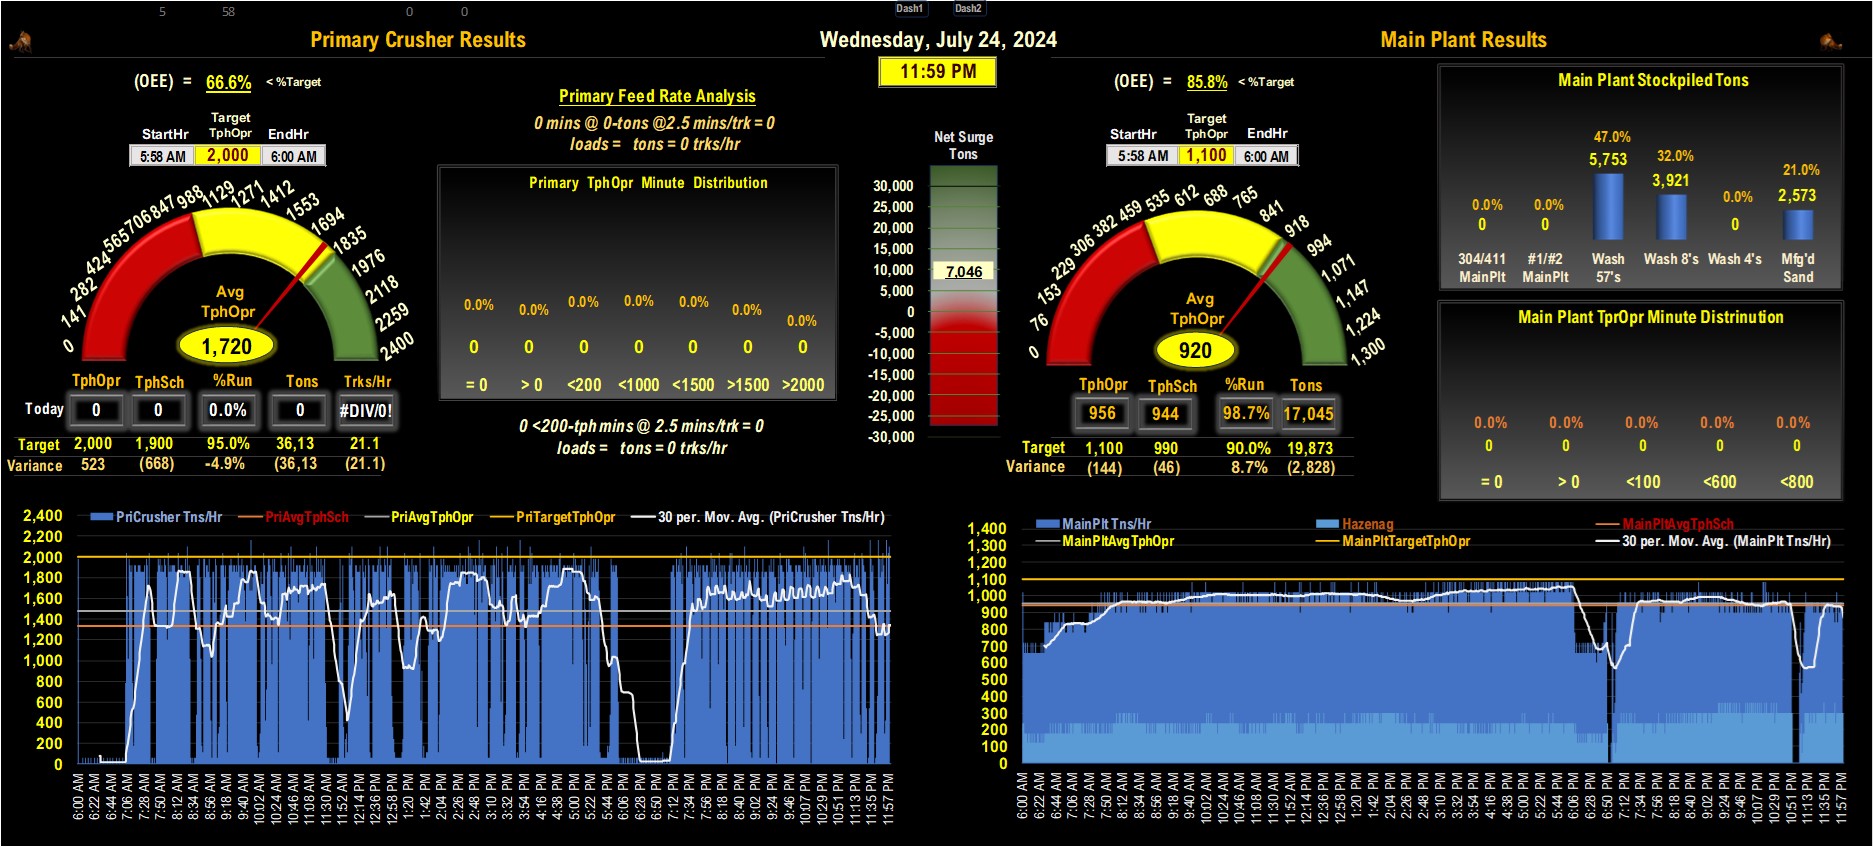 5 58 0 0 Dash1 Dash2
Primary Crusher Results
Wednesday, July 24, 2024
Main Plant Results
11:59 PM
(OEE) = 66.6% < %Target
StartHr Target TphOpr EndHr
5:58 AM 2,000 6:00 AM
0 141 282 424 565 706 847 988 1129 1271 1412 1553 1694 1835 1976 2118 2259 2400
Avg
TphOpr
1,720
TphOpr TphSch %Run Tons Trks/Hr
Today 0 0 0.0% 0 #DIV/0!
Target 2,000 1,900 95.0% 36,13 21.1
Variance 523 (668) -4.9% (36,13 (21.1)
Primary Feed Rate Analysis
0 mins @ 0-tons @2.5 mins/trk = 0
loads = tons = 0 trks/hr
Primary TphOpr Minute Distribution
0.0% 0.0% 0.0% 0.0% 0.0% 0.0% 0.0%
0 0 0 0 0 0 0
= 0 > 0 <200 <1000 <1500 >1500 >2000
0 <200-tph mins @ 2.5 mins/trk = 0
loads = tons = 0 trks/hr
Net Surge
Tons
30,000
25,000
20,000
15,000
10,000
7,046
5,000
0
-5,000
-10,000
-15,000
-20,000
-25,000
-30,000
(OEE) = 85.8% < %Target
StartHr Target TphOpr EndHr
5:58 AM 1,100 6:00 AM
0 76 153 229 306 382 459 535 612 688 765 841 918 994 1,071 1,147 1,224 1,300
Avg
TphOpr
920
TphOpr TphSch %Run Tons
956 944 98.7% 17,045
Target 1,100 990 90.0% 19,873
Variance (144) (46) 8.7% (2,828)
Main Plant Stockpiled Tons
0.0% 0.0% 47.0% 32.0% 0.0% 21.0%
0 0 5,753 3,921 0 2,573
304/411 #1/#2 Wash Wash 8's Wash 4's Mfg'd
MainPlt MainPlt 57's Sand
Main Plant TprOpr Minute Distrinution
0.0% 0.0% 0.0% 0.0% 0.0%
0 0 0 0 0
= 0 > 0 <100 <600 <800
PriCrusher Tns/Hr PriAvgTphSch PriAvgTphOpr PriTargetTphOpr 30 per. Mov. Avg. (PriCrusher Tns/Hr)
2,400
2,200
2,000
1,800
1,600
1,400
1,200
1,000
800
600
400
200
0
6:00 AM 6:22 AM 6:44 AM 7:06 AM 7:28 AM 7:50 AM 8:12 AM 8:34 AM 8:56 AM 9:18 AM 9:40 AM 10:02 AM 10:24 AM 10:46 AM 11:08 AM 11:30 AM 11:52 AM 12:14 PM 12:36 PM 12:58 PM 1:20 PM 1:42 PM 2:04 PM 2:26 PM 2:48 PM 3:10 PM 3:32 PM 3:54 PM 4:16 PM 4:38 PM 5:00 PM 5:22 PM 5:44 PM 6:06 PM 6:28 PM 6:50 PM 7:12 PM 7:34 PM 7:56 PM 8:18 PM 8:40 PM 9:02 PM 9:24 PM 9:46 PM 10:07 PM 10:29 PM 10:51 PM 11:13 PM 11:35 PM 11:57 PM
MainPlt Tns/Hr Hazenag MainPltAvgTphSch
MainPltAvgTphOpr MainPltTargetTphOpr 30 per. Mov. Avg. (MainPlt Tns/Hr)
1,400
1,300
1,200
1,100
1,000
900
800
700
600
500
400
300
200
100
0
6:00 AM 6:22 AM 6:44 AM 7:06 AM 7:28 AM 7:50 AM 8:12 AM 8:34 AM 8:56 AM 9:18 AM 9:40 AM 10:02 AM 10:24 AM 10:46 AM 11:08 AM 11:30 AM 11:52 AM 12:14 PM 12:36 PM 12:58 PM 1:20 PM 1:42 PM 2:04 PM 2:26 PM 2:48 PM 3:10 PM 3:32 PM 3:54 PM 4:16 PM 4:38 PM 5:00 PM 5:22 PM 5:44 PM 6:06 PM 6:28 PM 6:50 PM 7:12 PM 7:34 PM 7:56 PM 8:18 PM 8:40 PM 9:02 PM 9:24 PM 9:46 PM 10:07 PM 10:29 PM 10:51 PM 11:13 PM 11:35 PM 11:57 PM